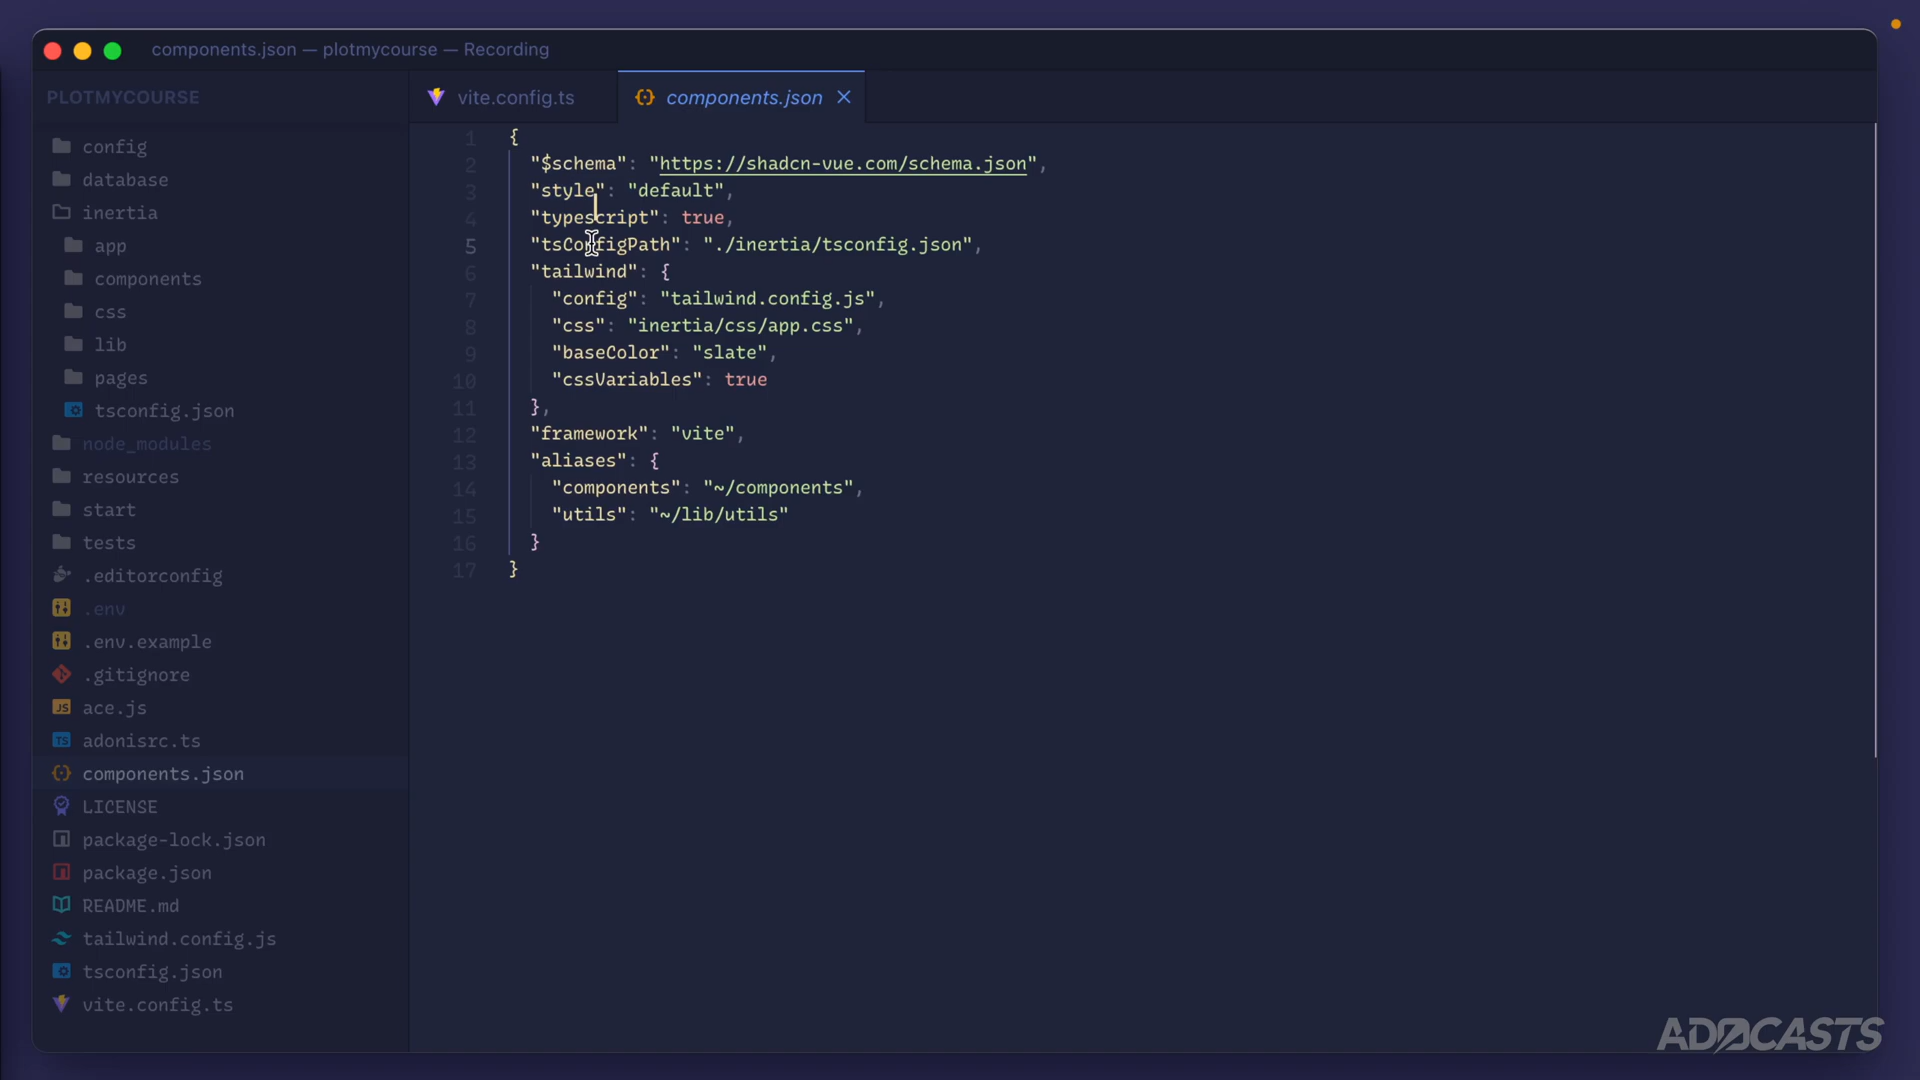 components.json — plotmycourse — Recording
PLOTMYCOURSE
config
database
inertia
app
components
css
lib
pages
tsconfig.json
node_modules
resources
start
tests
.editorconfig
.env
.env.example
.gitignore
ace.js
adonisrc.ts
components.json
LICENSE
package-lock.json
package.json
README.md
tailwind.config.js
tsconfig.json
vite.config.ts
vite.config.ts
components.json
1 {
2 "$schema": "https://shadcn-vue.com/schema.json",
3 "style": "default",
4 "typescript": true,
5 "tsConfigPath": "./inertia/tsconfig.json",
6 "tailwind": {
7 "config": "tailwind.config.js",
8 "css": "inertia/css/app.css",
9 "baseColor": "slate",
10 "cssVariables": true
11 },
12 "framework": "vite",
13 "aliases": {
14 "components": "~/components",
15 "utils": "~/lib/utils"
16 }
17 }
ADOCASTS